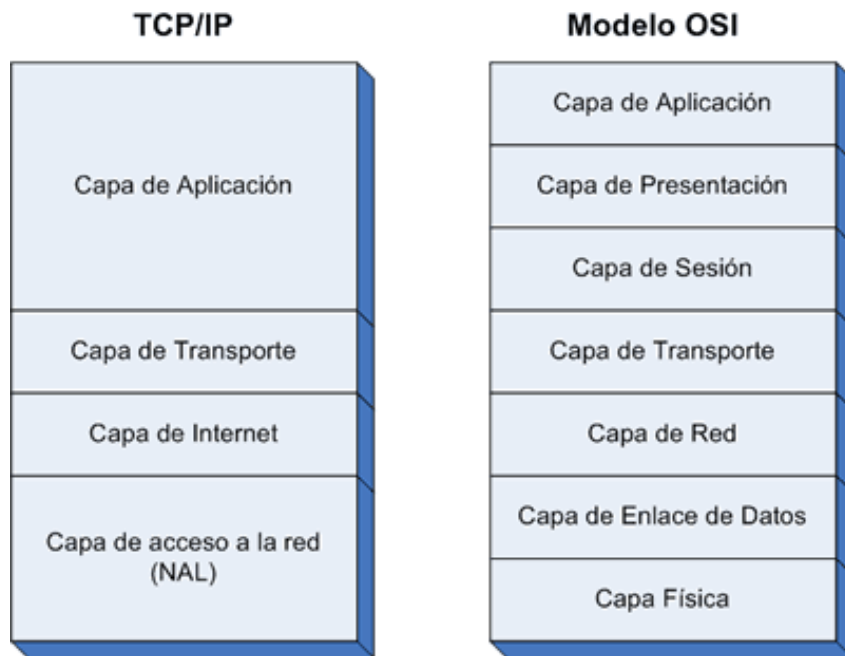 TCP/IP
Capa de Aplicación
Capa de Transporte
Capa de Internet
Capa de acceso a la red
(NAL)
Modelo OSI
Capa de Aplicación
Capa de Presentación
Capa de Sesión
Capa de Transporte
Capa de Red
Capa de Enlace de Datos
Capa Física